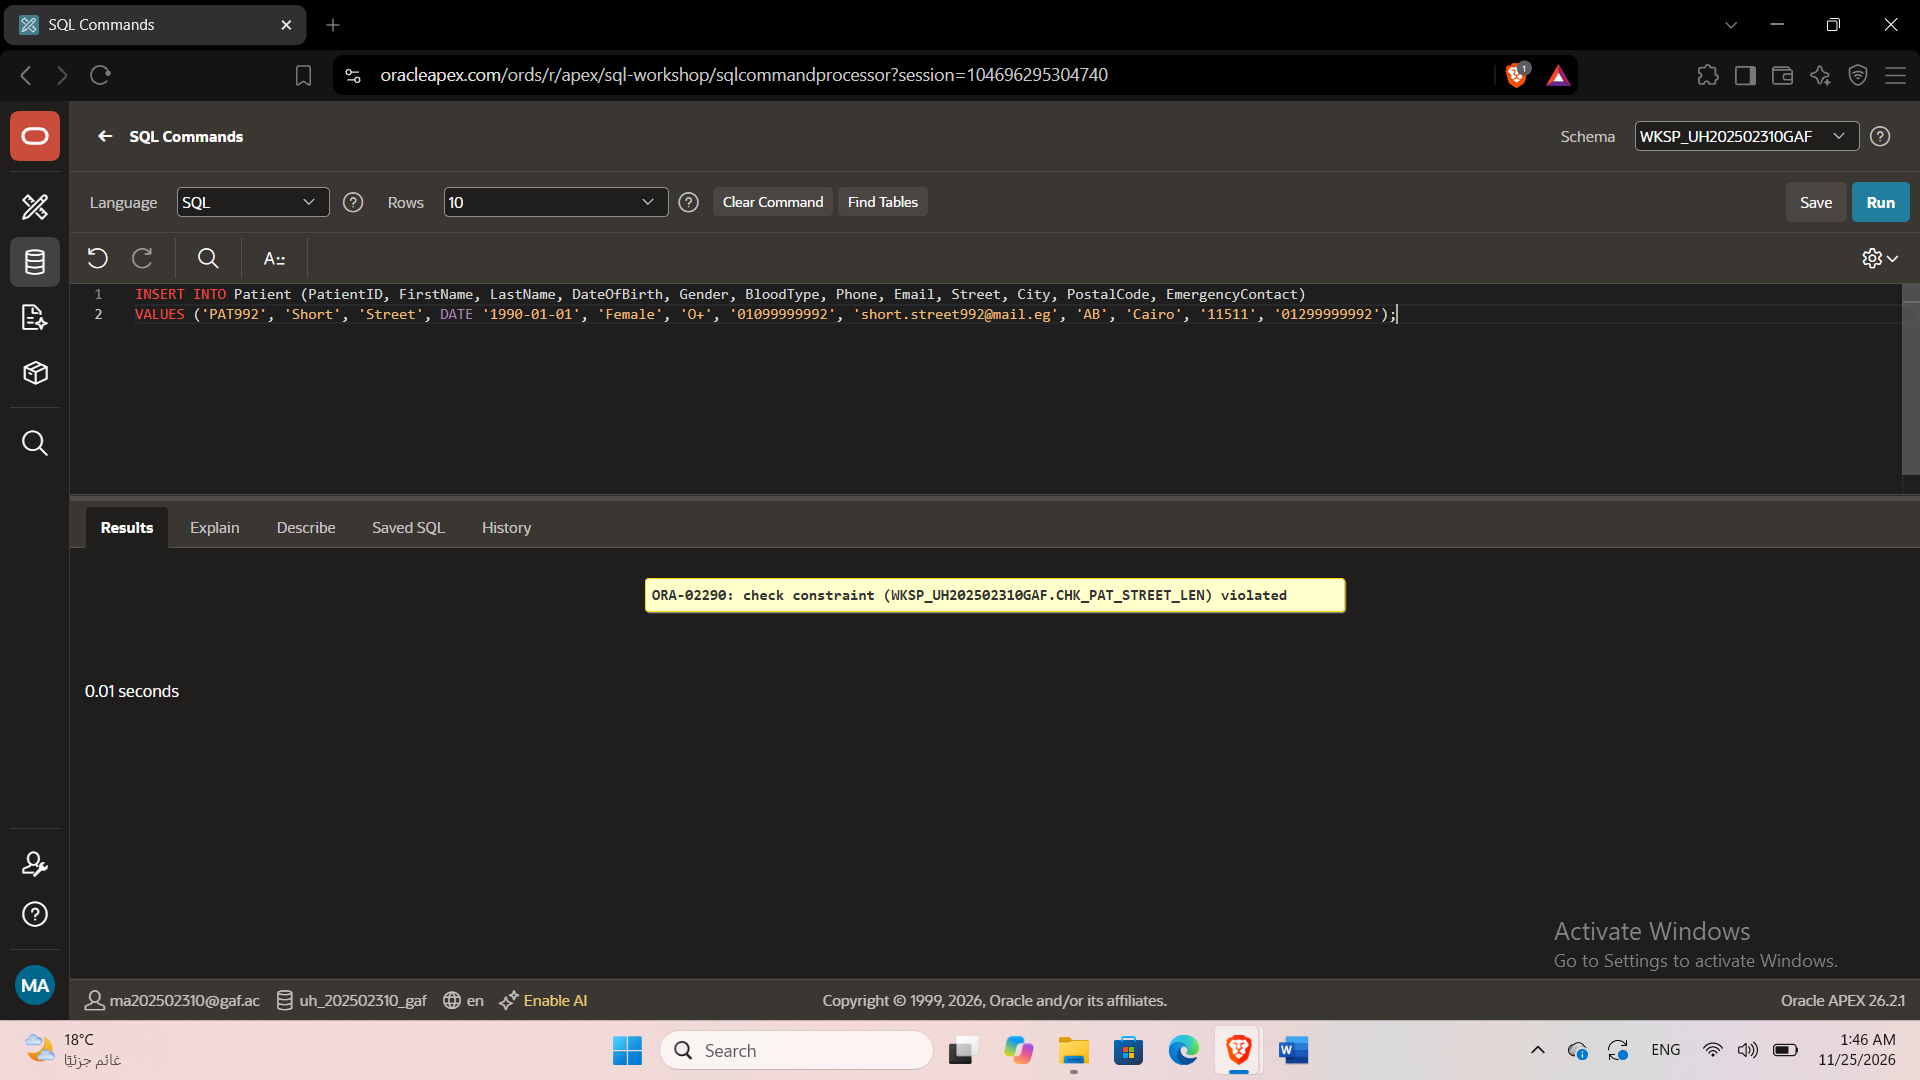 SQL Commands
oracleapex.com/ords/r/apex/sql-workshop/sqlcommandprocessor?session=104696295304740
1
SQL Commands
Schema
WKSP_UH202502310GAF
Language
SQL
Rows
10
Clear Command
Find Tables
Save
Run
1 INSERT INTO Patient (PatientID, FirstName, LastName, DateOfBirth, Gender, BloodType, Phone, Email, Street, City, PostalCode, EmergencyContact)
2 VALUES ('PAT992', 'Short', 'Street', DATE '1990-01-01', 'Female', 'O+', '01099999992', 'short.street992@mail.eg', 'AB', 'Cairo', '11511', '01299999992');
Results
Explain
Describe
Saved SQL
History
ORA-02290: check constraint (WKSP_UH202502310GAF.CHK_PAT_STREET_LEN) violated
0.01 seconds
Activate Windows
Go to Settings to activate Windows.
MA
ma202502310@gaf.ac
uh_202502310_gaf
en
Enable AI
Copyright © 1999, 2026, Oracle and/or its affiliates.
Oracle APEX 26.2.1
18°C
غائم جزئيًا
Search
ENG
1:46 AM
11/25/2026